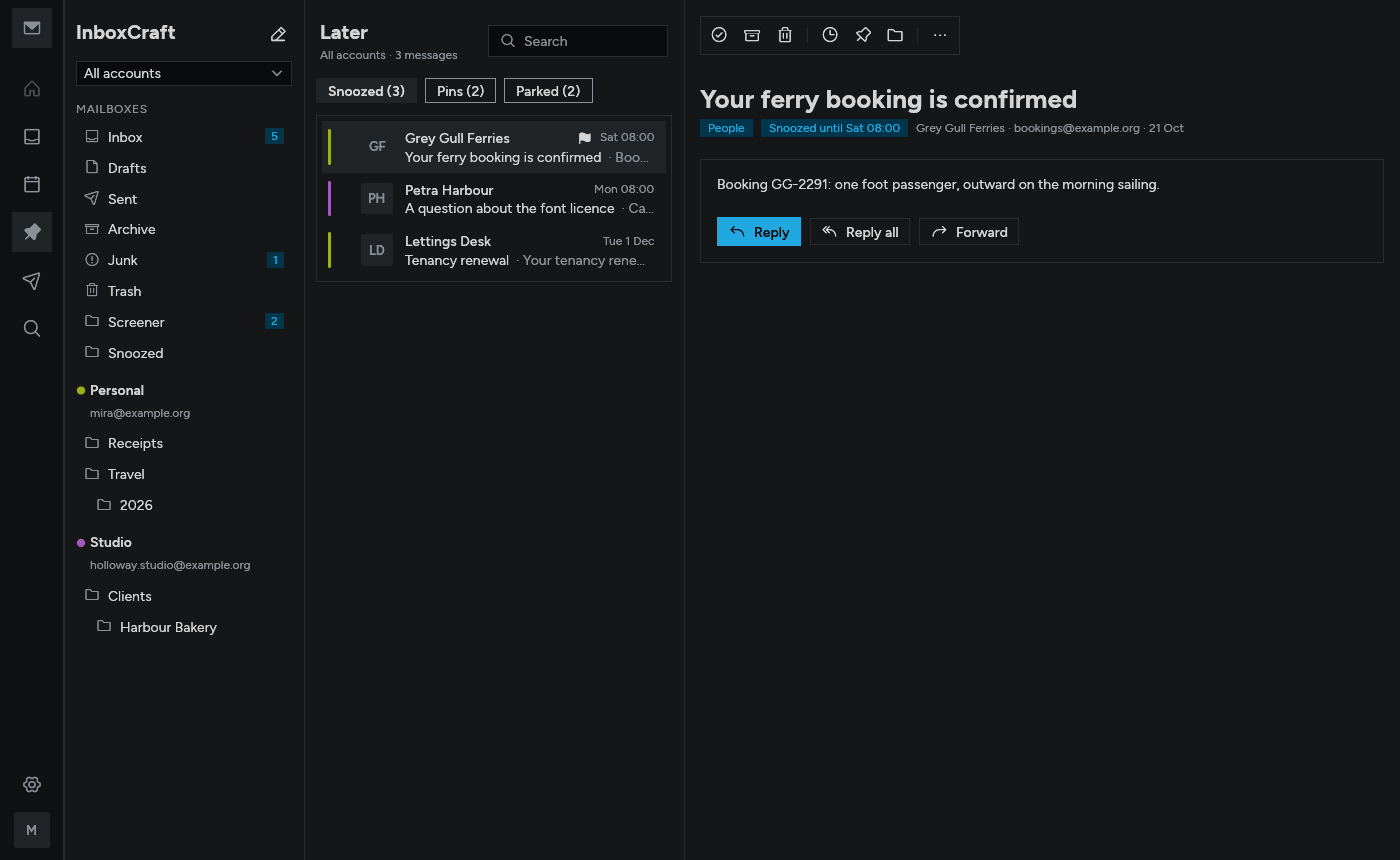 InboxCraft
All accounts
MAILBOXES
Inbox 5
Drafts
Sent
Archive
Junk 1
Trash
Screener 2
Snoozed
Personal
mira@example.org
Receipts
Travel
2026
Studio
holloway.studio@example.org
Clients
Harbour Bakery
M
Later
All accounts · 3 messages
Search
Snoozed (3) Pins (2) Parked (2)
GF Grey Gull Ferries Sat 08:00
Your ferry booking is confirmed · Boo...
PH Petra Harbour Mon 08:00
A question about the font licence · Ca...
LD Lettings Desk Tue 1 Dec
Tenancy renewal · Your tenancy rene...
Your ferry booking is confirmed
People Snoozed until Sat 08:00 Grey Gull Ferries · bookings@example.org · 21 Oct
Booking GG-2291: one foot passenger, outward on the morning sailing.
Reply Reply all Forward